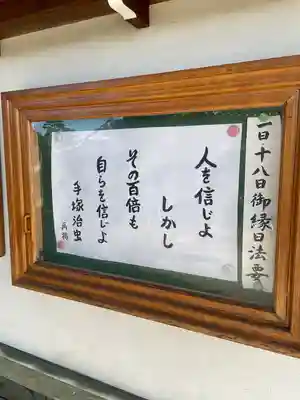 一日・十八日御縁日法要
人を信じよ
しかし
その百倍も
自らを信じよ
手塚治虫